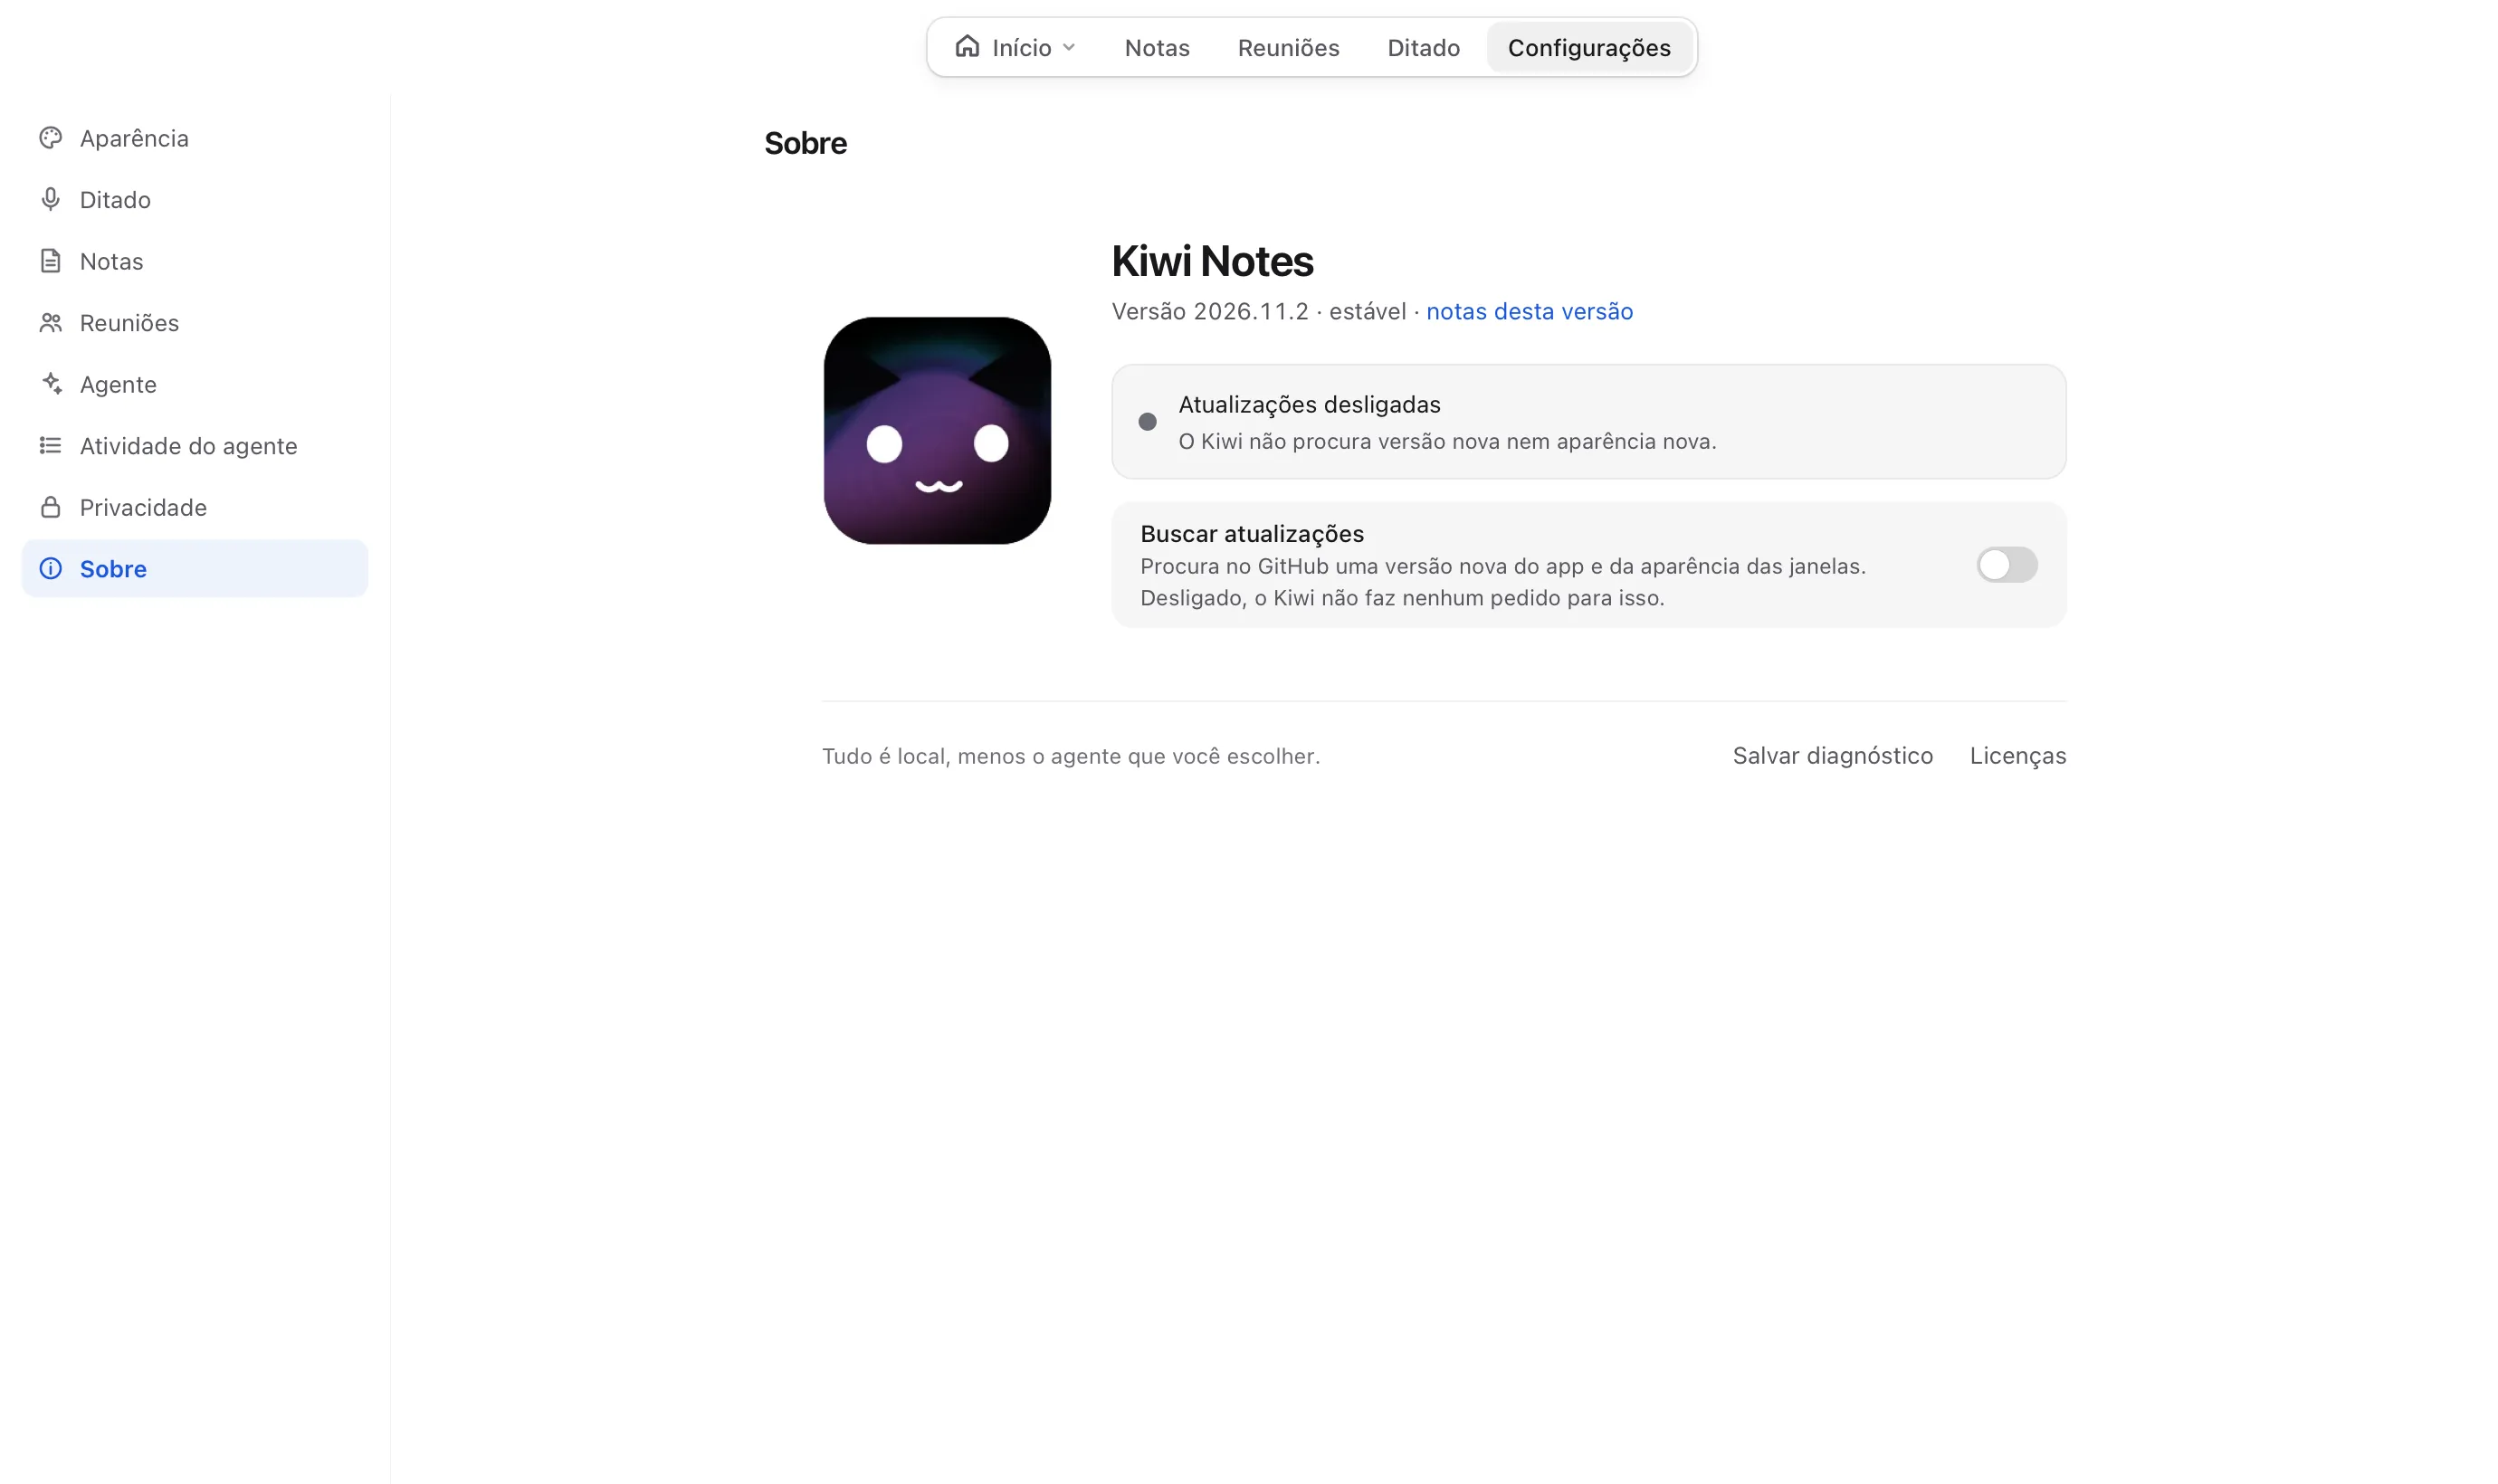 Início
Notas
Reuniões
Ditado
Configurações
Aparência
Ditado
Notas
Reuniões
Agente
Atividade do agente
Privacidade
Sobre
Sobre
Kiwi Notes
Versão 2026.11.2 · estável · notas desta versão
Atualizações desligadas
O Kiwi não procura versão nova nem aparência nova.
Buscar atualizações
Procura no GitHub uma versão nova do app e da aparência das janelas.
Desligado, o Kiwi não faz nenhum pedido para isso.
Tudo é local, menos o agente que você escolher.
Salvar diagnóstico
Licenças